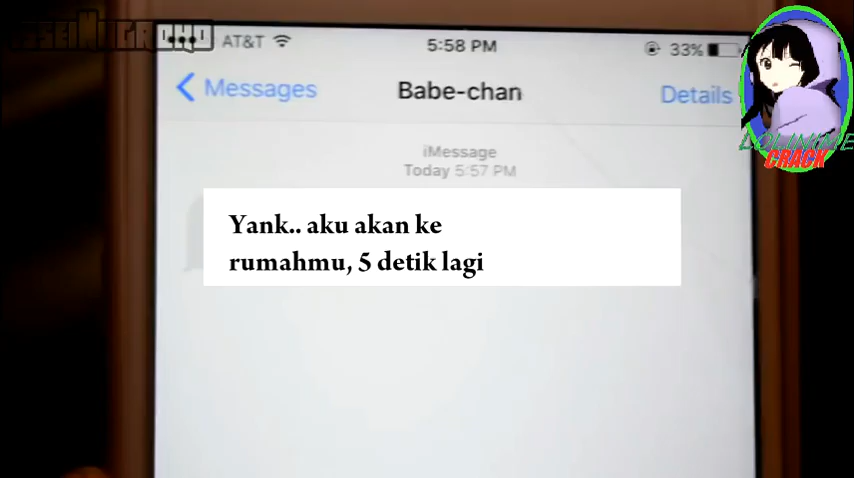 AT&T 5:58 PM 33%
Messages Babe-chan Details
iMessage
Today 5:57 PM
Yank.. aku akan ke
rumahmu, 5 detik lagi
LOLINIME
CRACK